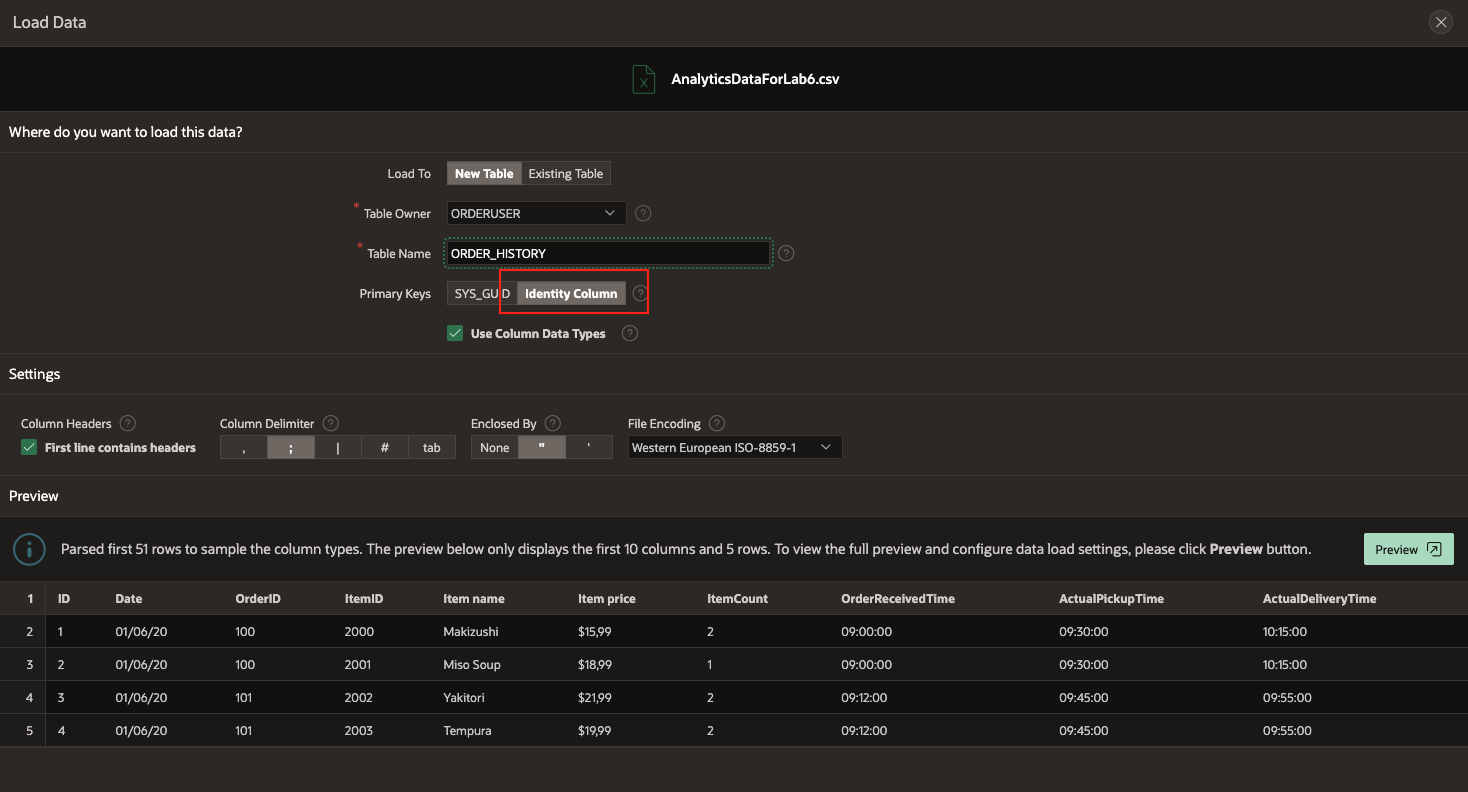 Load Data
X AnalyticsDataForLab6.csv
Where do you want to load this data?
Load To New Table Existing Table
* Table Owner ORDERUSER ?
* Table Name ORDER_HISTORY ?
Primary Keys SYS_GUID Identity Column ?
Use Column Data Types ?
Settings
Column Headers ? Column Delimiter ? Enclosed By ? File Encoding ?
First line contains headers , ; | # tab None " ' Western European ISO-8859-1
Preview
Parsed first 51 rows to sample the column types. The preview below only displays the first 10 columns and 5 rows. To view the full preview and configure data load settings, please click Preview button. Preview
1 ID Date OrderID ItemID Item name Item price ItemCount OrderReceivedTime ActualPickupTime ActualDeliveryTime
2 1 01/06/20 100 2000 Makizushi $15,99 2 09:00:00 09:30:00 10:15:00
3 2 01/06/20 100 2001 Miso Soup $18,99 1 09:00:00 09:30:00 10:15:00
4 3 01/06/20 101 2002 Yakitori $21,99 2 09:12:00 09:45:00 09:55:00
5 4 01/06/20 101 2003 Tempura $19,99 2 09:12:00 09:45:00 09:55:00